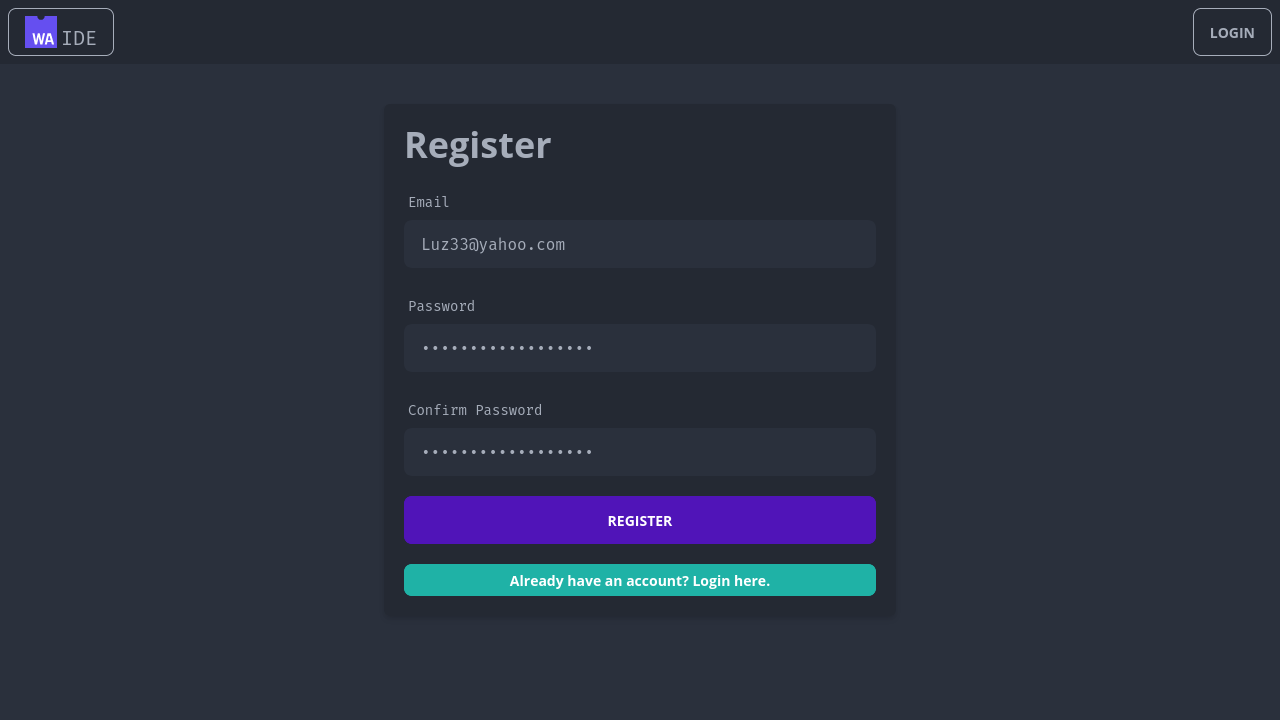 WA IDE
LOGIN
Register
Email
Luz33@yahoo.com
Password
••••••••••••••••••
Confirm Password
••••••••••••••••••
REGISTER
Already have an account? Login here.